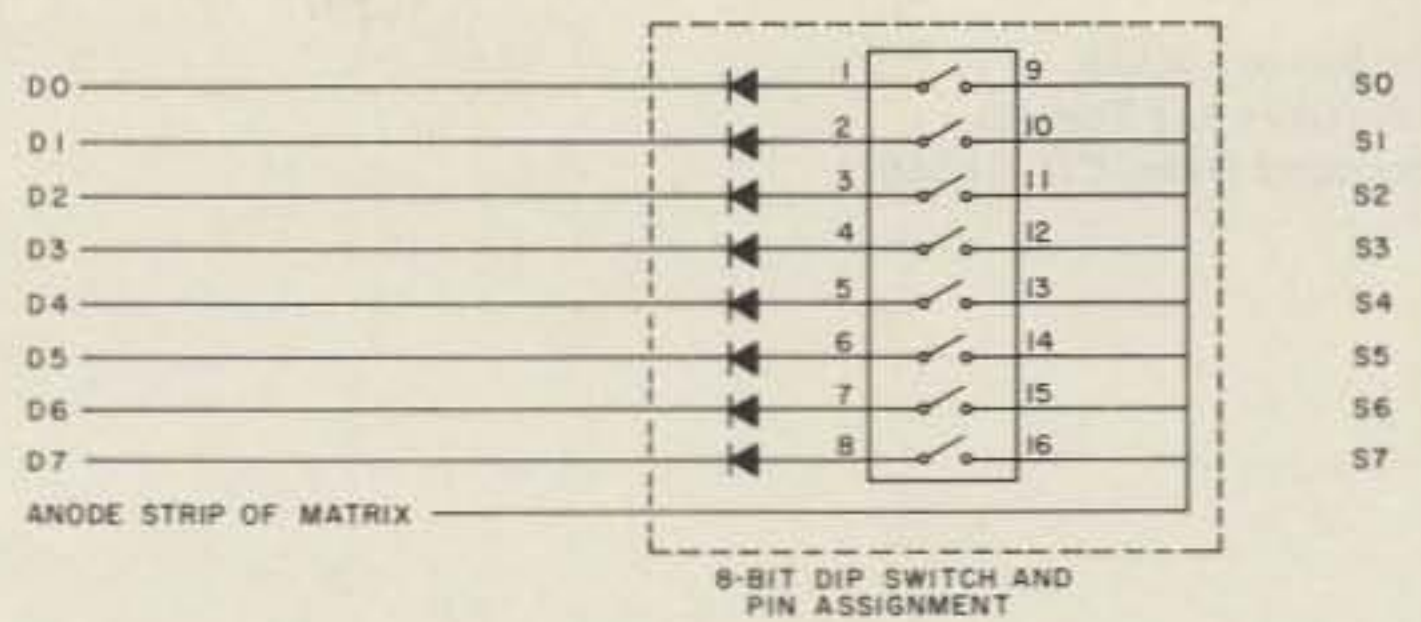 D0 1 9 S0
D1 2 10 S1
D2 3 11 S2
D3 4 12 S3
D4 5 13 S4
D5 6 14 S5
D6 7 15 S6
D7 8 16 S7
ANODE STRIP OF MATRIX
8-BIT DIP SWITCH AND
PIN ASSIGNMENT